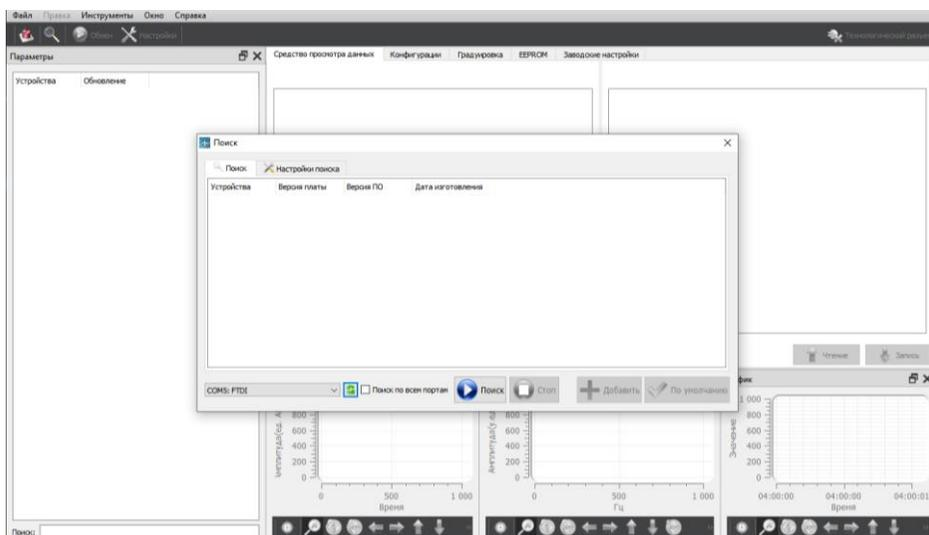 Файл Правка Инструменты Окно Справка
Обмен Настройки
Технологический
Параметры
Средство просмотра данных Конфигурации Градуировка EEPROM Заводские настройки
Устройства Обновление
Поиск
Поиск Настройки поиска
Устройства Версия платы Версия ПО Дата изготовления
Чтение Запись
COM5: FTDI Поиск по всем портам Поиск Стоп Добавить По умолчанию
1 000
800 800 800
600 600 600
400 400 400
200 200 200
0 0 0
Значение
0 500 1 000 0 500 1 000 04:00:00 04:00:00 04:00:01
Время Гц Время
Поиск: